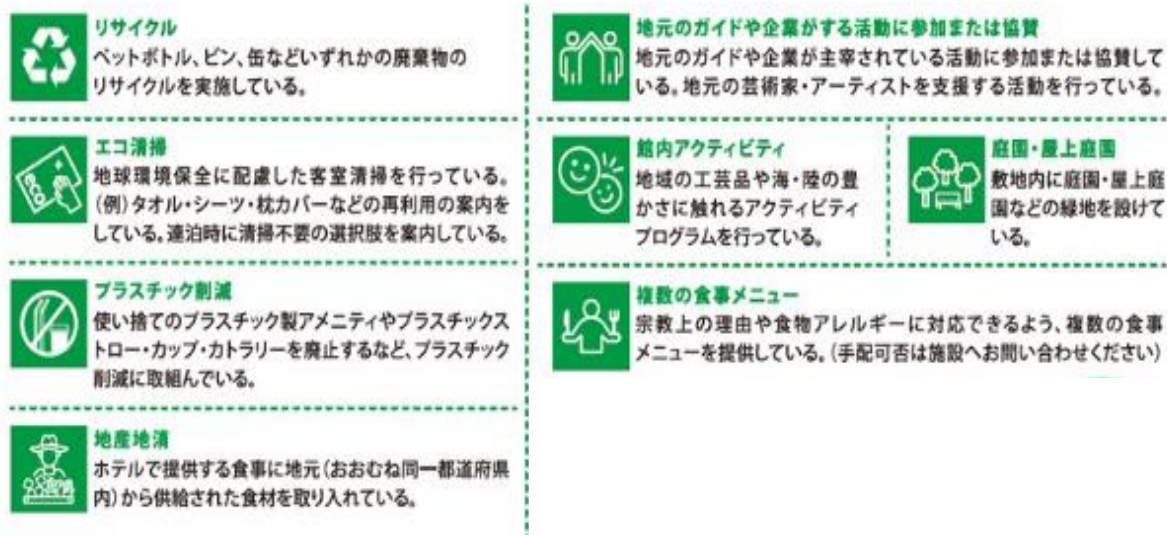 リサイクル
ペットボトル、ビン、缶などいずれかの廃棄物の
リサイクルを実施している。
エコ清掃
地球環境保全に配慮した客室清掃を行っている。
(例)タオル・シーツ・枕カバーなどの再利用の案内を
している。連泊時に清掃不要の選択肢を案内している。
プラスチック削減
使い捨てのプラスチック製アメニティやプラスチックス
トロー・カップ・カトラリーを廃止するなど、プラスチック
削減に取組んでいる。
地産地消
ホテルで提供する食事に地元(おおむね同一都道府県
内)から供給された食材を取り入れている。
地元のガイドや企業がする活動に参加または協賛
地元のガイドや企業が主宰されている活動に参加または協賛して
いる。地元の芸術家・アーティストを支援する活動を行っている。
館内アクティビティ
地域の工芸品や海・陸の豊
かさに触れるアクティビティ
プログラムを行っている。
庭園・屋上庭園
敷地内に庭園・屋上庭
園などの緑地を設けて
いる。
複数の食事メニュー
宗教上の理由や食物アレルギーに対応できるよう、複数の食事
メニューを提供している。(手配可否は施設へお問い合わせください)
eco